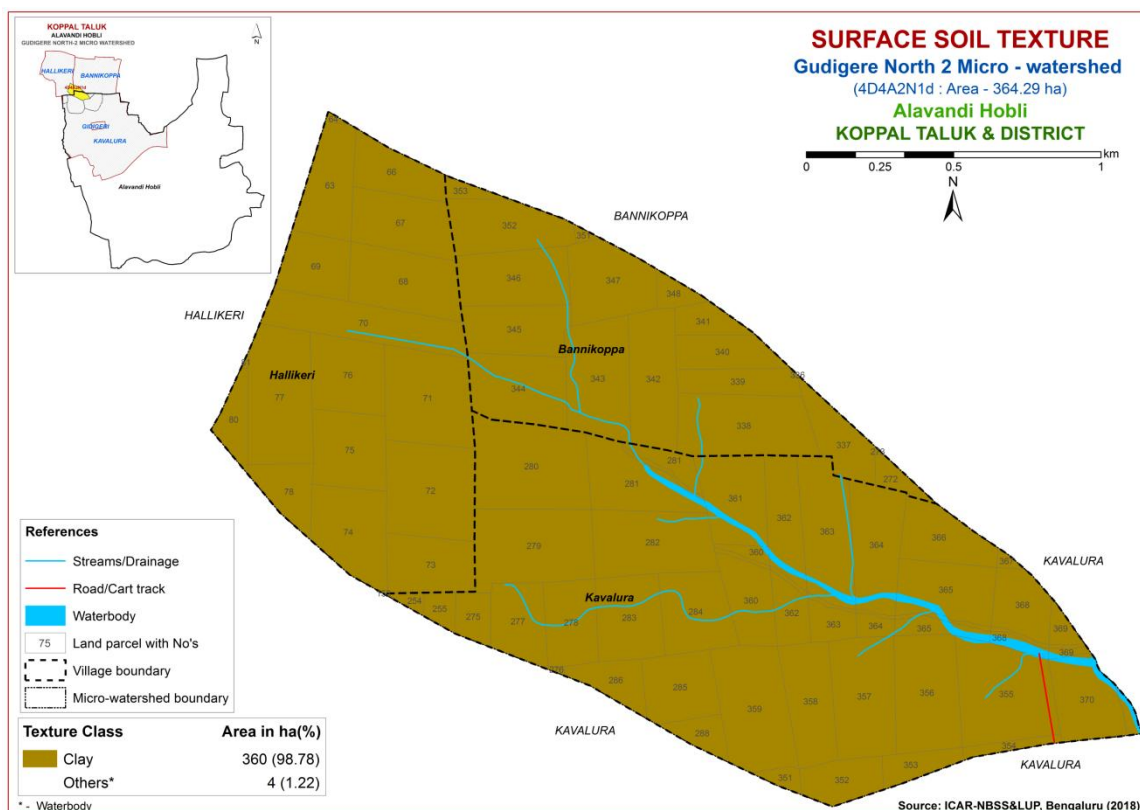 KOPPAL TALUK
ALAVANDI HOBLI
GUDIGERE NORTH-2 MICRO WATERSHED
N
HALLIKERI
BANNIKOPPA
GIDIGERI
KAVALURA
Alavandi Hobli
SURFACE SOIL TEXTURE
Gudigere North 2 Micro - watershed
(4D4A2N1d : Area - 364.29 ha)
Alavandi Hobli
KOPPAL TALUK & DISTRICT
km
0 0.25 0.5 1
N
66
63
353
67
352
BANNIKOPPA
69
68
346
347
348
HALLIKERI
70
345
341
340
Bannikoppa
Hallikeri
76
77
71
344
343
342
339
80
338
337
75
280
281
272
78
72
281
361
362
363
74
279
282
360
364
366
73
KAVALURA
254
255
275
277
278
283
Kavalura
284
360
362
363
364
365
365
368
368
369
369
286
285
359
358
357
356
355
370
KAVALURA
288
354
KAVALURA
351
352
353
References
Streams/Drainage
Road/Cart track
Waterbody
75 Land parcel with No's
Village boundary
Micro-watershed boundary
Texture Class Area in ha(%)
Clay 360 (98.78)
Others* 4 (1.22)
* - Waterbody
Source: ICAR-NBSS&LUP, Bengaluru (2018)